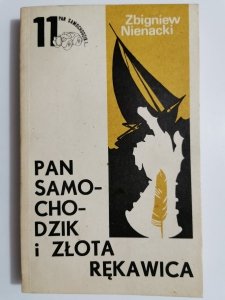 11
PAN SAMOCHODZIK
Zbigniew
Nienacki
PAN
SAMO-
CHO-
DZIK
i ZŁOTA
RĘKAWICA